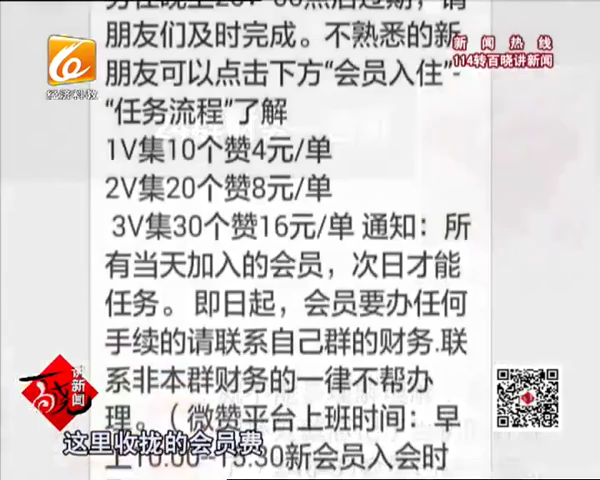 务在晚上
朋友们及时完成。不熟悉的新
朋友可以点击下方“会员入住”-
“任务流程”了解
1V集10个赞4元/单
2V集20个赞8元/单
3V集30个赞16元/单 通知：所
有当天加入的会员，次日才能
任务。即日起，会员要办任何
手续的请联系自己群的财务.联
系非本群财务的一律不帮办
理。（微赞平台上班时间：早
上10:00--15:30新会员入会时
经济科教
新闻热线
114转百晓讲新闻
百晓
讲新闻
这里收拢的会员费